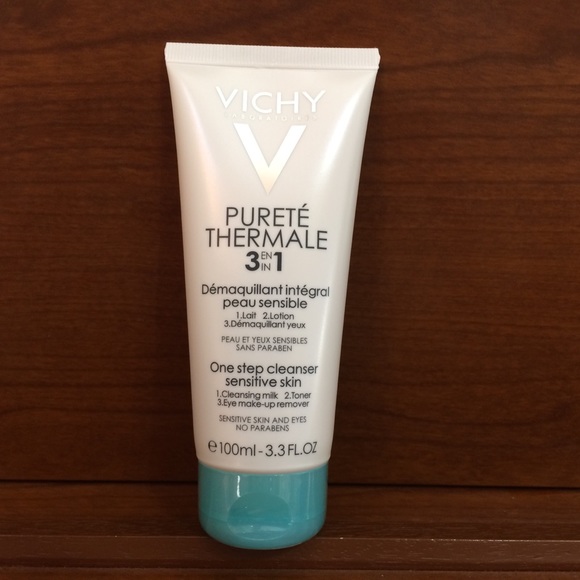 VICHY
LABORATOIRES
V
PURETÉ
THERMALE
3 EN IN 1
Démaquillant intégral
peau sensible
1.Lait 2.Lotion
3.Démaquillant yeux
PEAU ET YEUX SENSIBLES
SANS PARABEN
One step cleanser
sensitive skin
1.Cleansing milk 2.Toner
3.Eye make-up remover
SENSITIVE SKIN AND EYES
NO PARABENS
℮100ml-3.3 FL.OZ